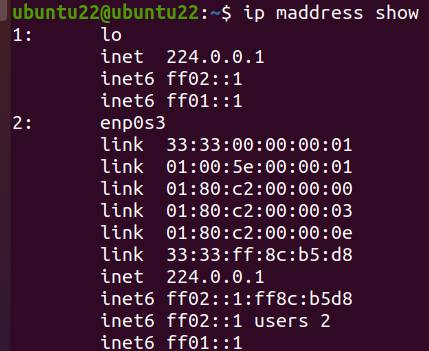 ubuntu22@ubuntu22:~$ ip maddress show
1: lo
inet 224.0.0.1
inet6 ff02::1
inet6 ff01::1
2: enp0s3
link 33:33:00:00:00:01
link 01:00:5e:00:00:01
link 01:80:c2:00:00:00
link 01:80:c2:00:00:03
link 01:80:c2:00:00:0e
link 33:33:ff:8c:b5:d8
inet 224.0.0.1
inet6 ff02::1:ff8c:b5d8
inet6 ff02::1 users 2
inet6 ff01::1